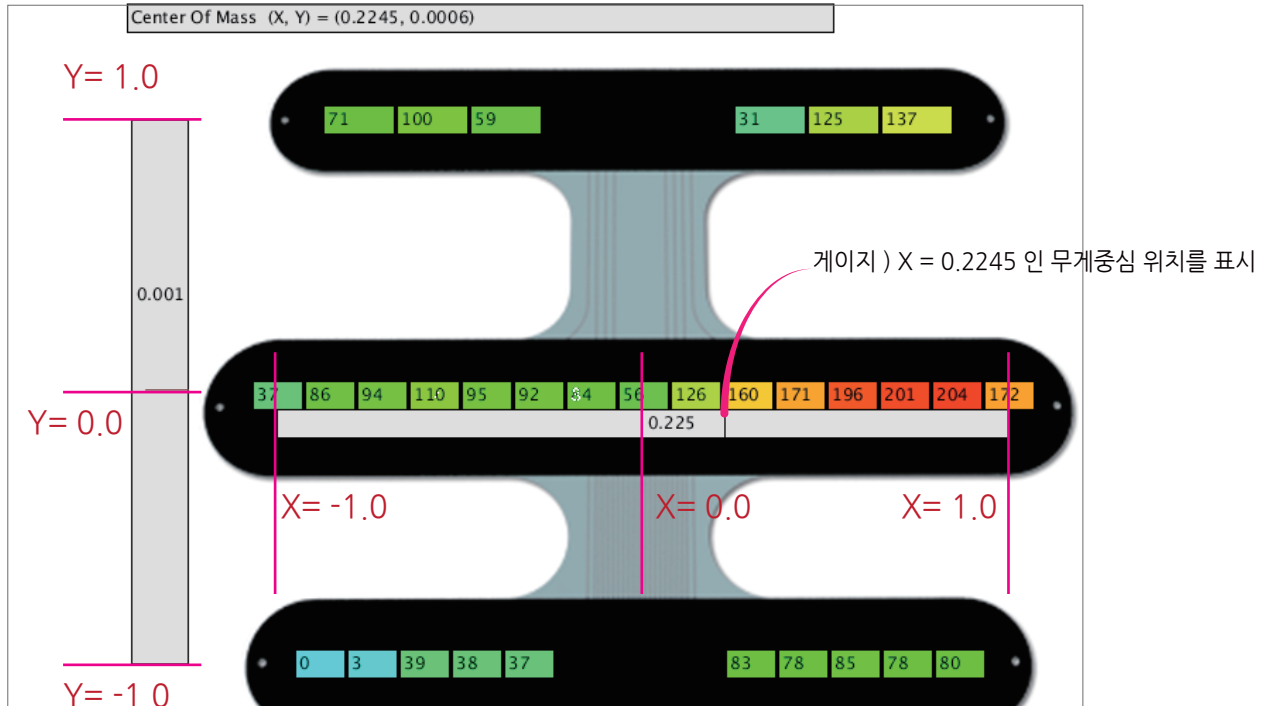 Center Of Mass (X, Y) = (0.2245, 0.0006)
Y= 1.0
71 100 59 31 125 137
게이지 ) X = 0.2245 인 무게중심 위치를 표시
0.001
37 86 94 110 95 92 84 56 126 160 171 196 201 204 172
Y= 0.0
0.225
X= -1.0 X= 0.0 X= 1.0
0 3 39 38 37 83 78 85 78 80
Y= -1.0